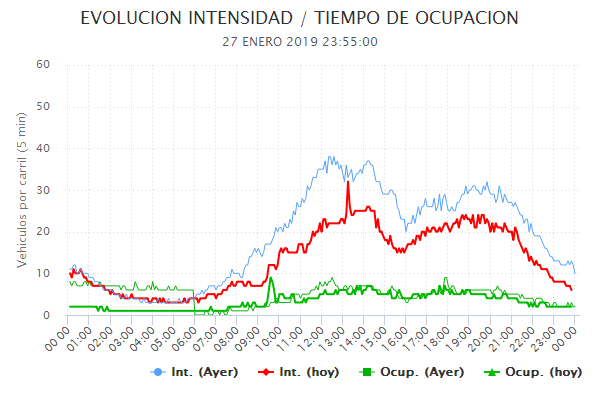 EVOLUCION INTENSIDAD / TIEMPO DE OCUPACION
27 ENERO 2019 23:55:00
Vehiculos por carril (5 min)
60
50
40
30
20
10
0
00:00 01:00 02:00 03:00 04:00 05:00 06:00 07:00 08:00 09:00 10:00 11:00 12:00 13:00 14:00 15:00 16:00 17:00 18:00 19:00 20:00 21:00 22:00 23:00 00:00
Int. (Ayer) Int. (hoy) Ocup. (Ayer) Ocup. (hoy)